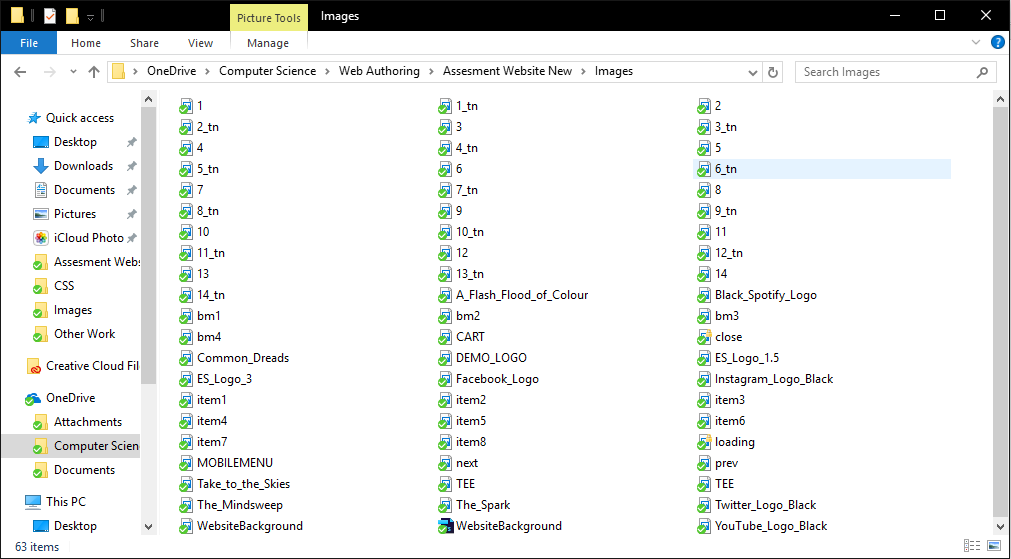 Picture Tools
Images
File
Home
Share
View
Manage
OneDrive > Computer Science > Web Authoring > Assesment Website New > Images
Search Images
Quick access
Desktop
Downloads
Documents
Pictures
iCloud Photo
Assesment Webs
CSS
Images
Other Work
Creative Cloud Fil
OneDrive
Attachments
Computer Scien
Documents
This PC
Desktop
1 1_tn 2
2_tn 3 3_tn
4 4_tn 5
5_tn 6 6_tn
7 7_tn 8
8_tn 9 9_tn
10 10_tn 11
11_tn 12 12_tn
13 13_tn 14
14_tn A_Flash_Flood_of_Colour Black_Spotify_Logo
bm1 bm2 bm3
bm4 CART close
Common_Dreads DEMO_LOGO ES_Logo_1.5
ES_Logo_3 Facebook_Logo Instagram_Logo_Black
item1 item2 item3
item4 item5 item6
item7 item8 loading
MOBILEMENU next prev
Take_to_the_Skies TEE TEE
The_Mindsweep The_Spark Twitter_Logo_Black
WebsiteBackground WebsiteBackground YouTube_Logo_Black
63 items